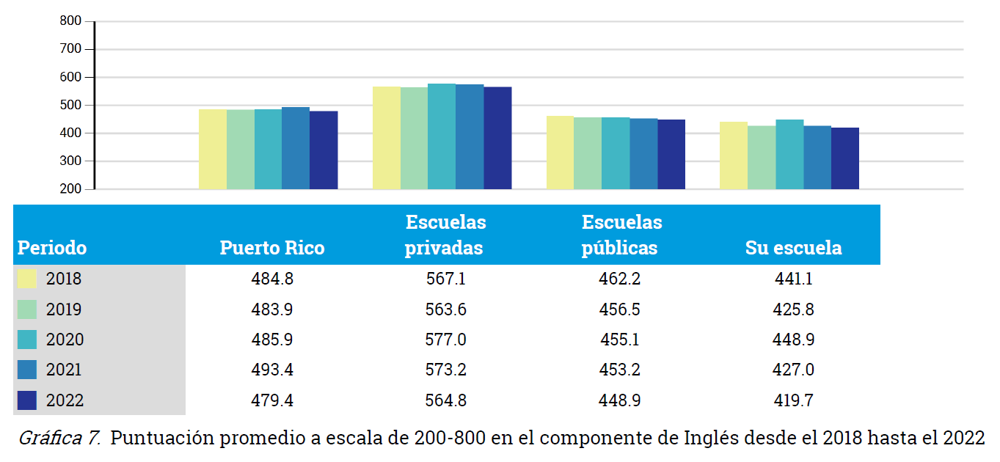 800
700
600
500
400
300
200
Escuelas Escuelas
Periodo Puerto Rico privadas públicas Su escuela
2018 484.8 567.1 462.2 441.1
2019 483.9 563.6 456.5 425.8
2020 485.9 577.0 455.1 448.9
2021 493.4 573.2 453.2 427.0
2022 479.4 564.8 448.9 419.7
Gráfica 7. Puntuación promedio a escala de 200-800 en el componente de Inglés desde el 2018 hasta el 2022